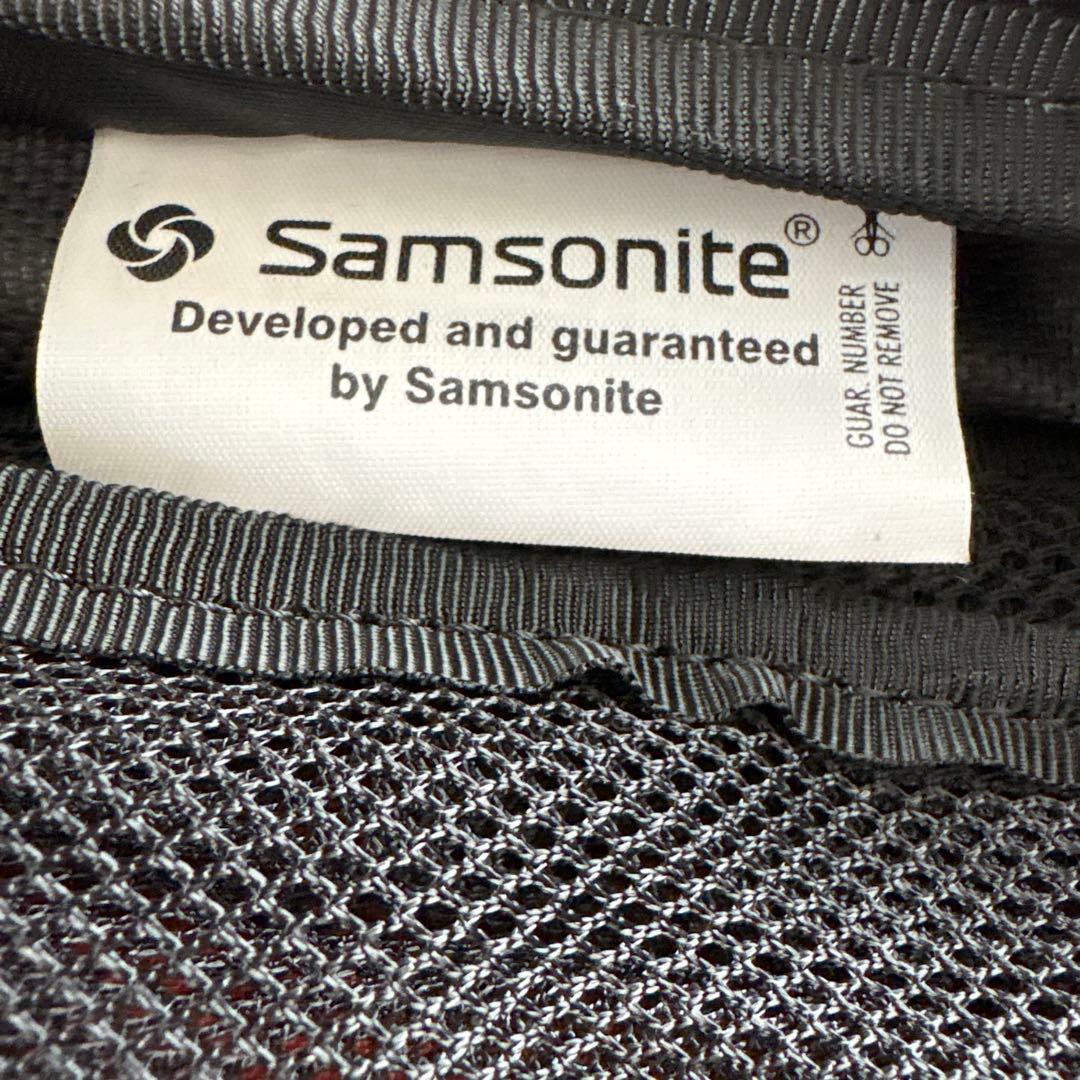 Samsonite®
Developed and guaranteed
by Samsonite
GUAR. NUMBER
DO NOT REMOVE